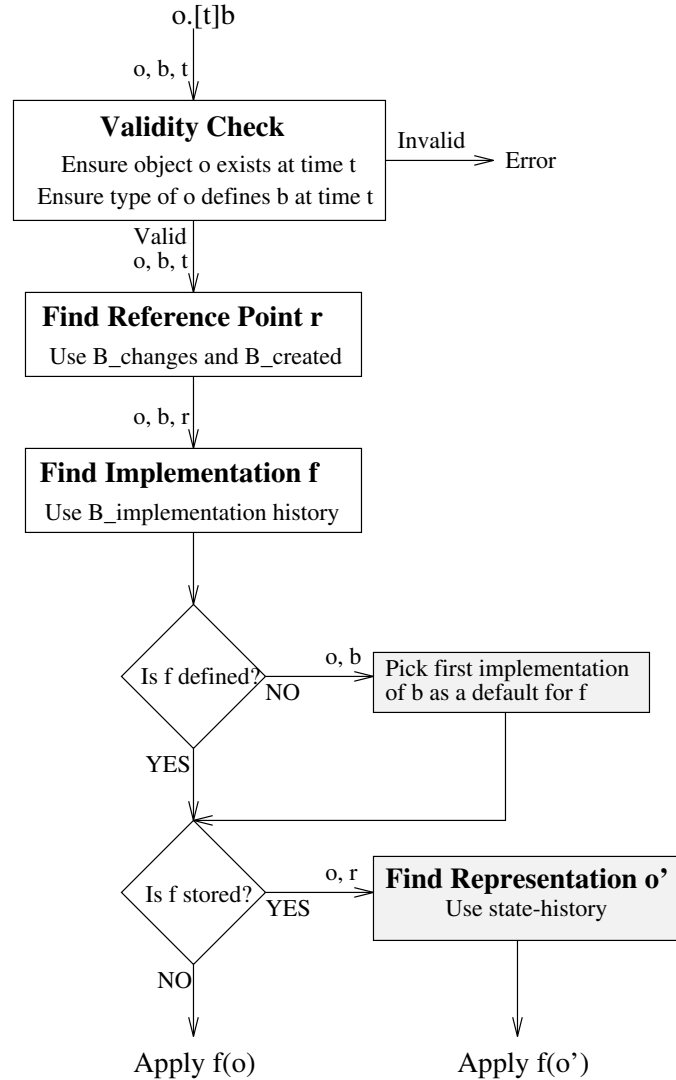 o.[t]b
o, b, t
Validity Check
Ensure object o exists at time t
Ensure type of o defines b at time t
Invalid
Error
Valid
o, b, t
Find Reference Point r
Use B_changes and B_created
o, b, r
Find Implementation f
Use B_implementation history
Is f defined?
NO
o, b
Pick first implementation
of b as a default for f
YES
Is f stored?
YES
o, r
Find Representation o’
Use state-history
NO
Apply f(o)
Apply f(o’)